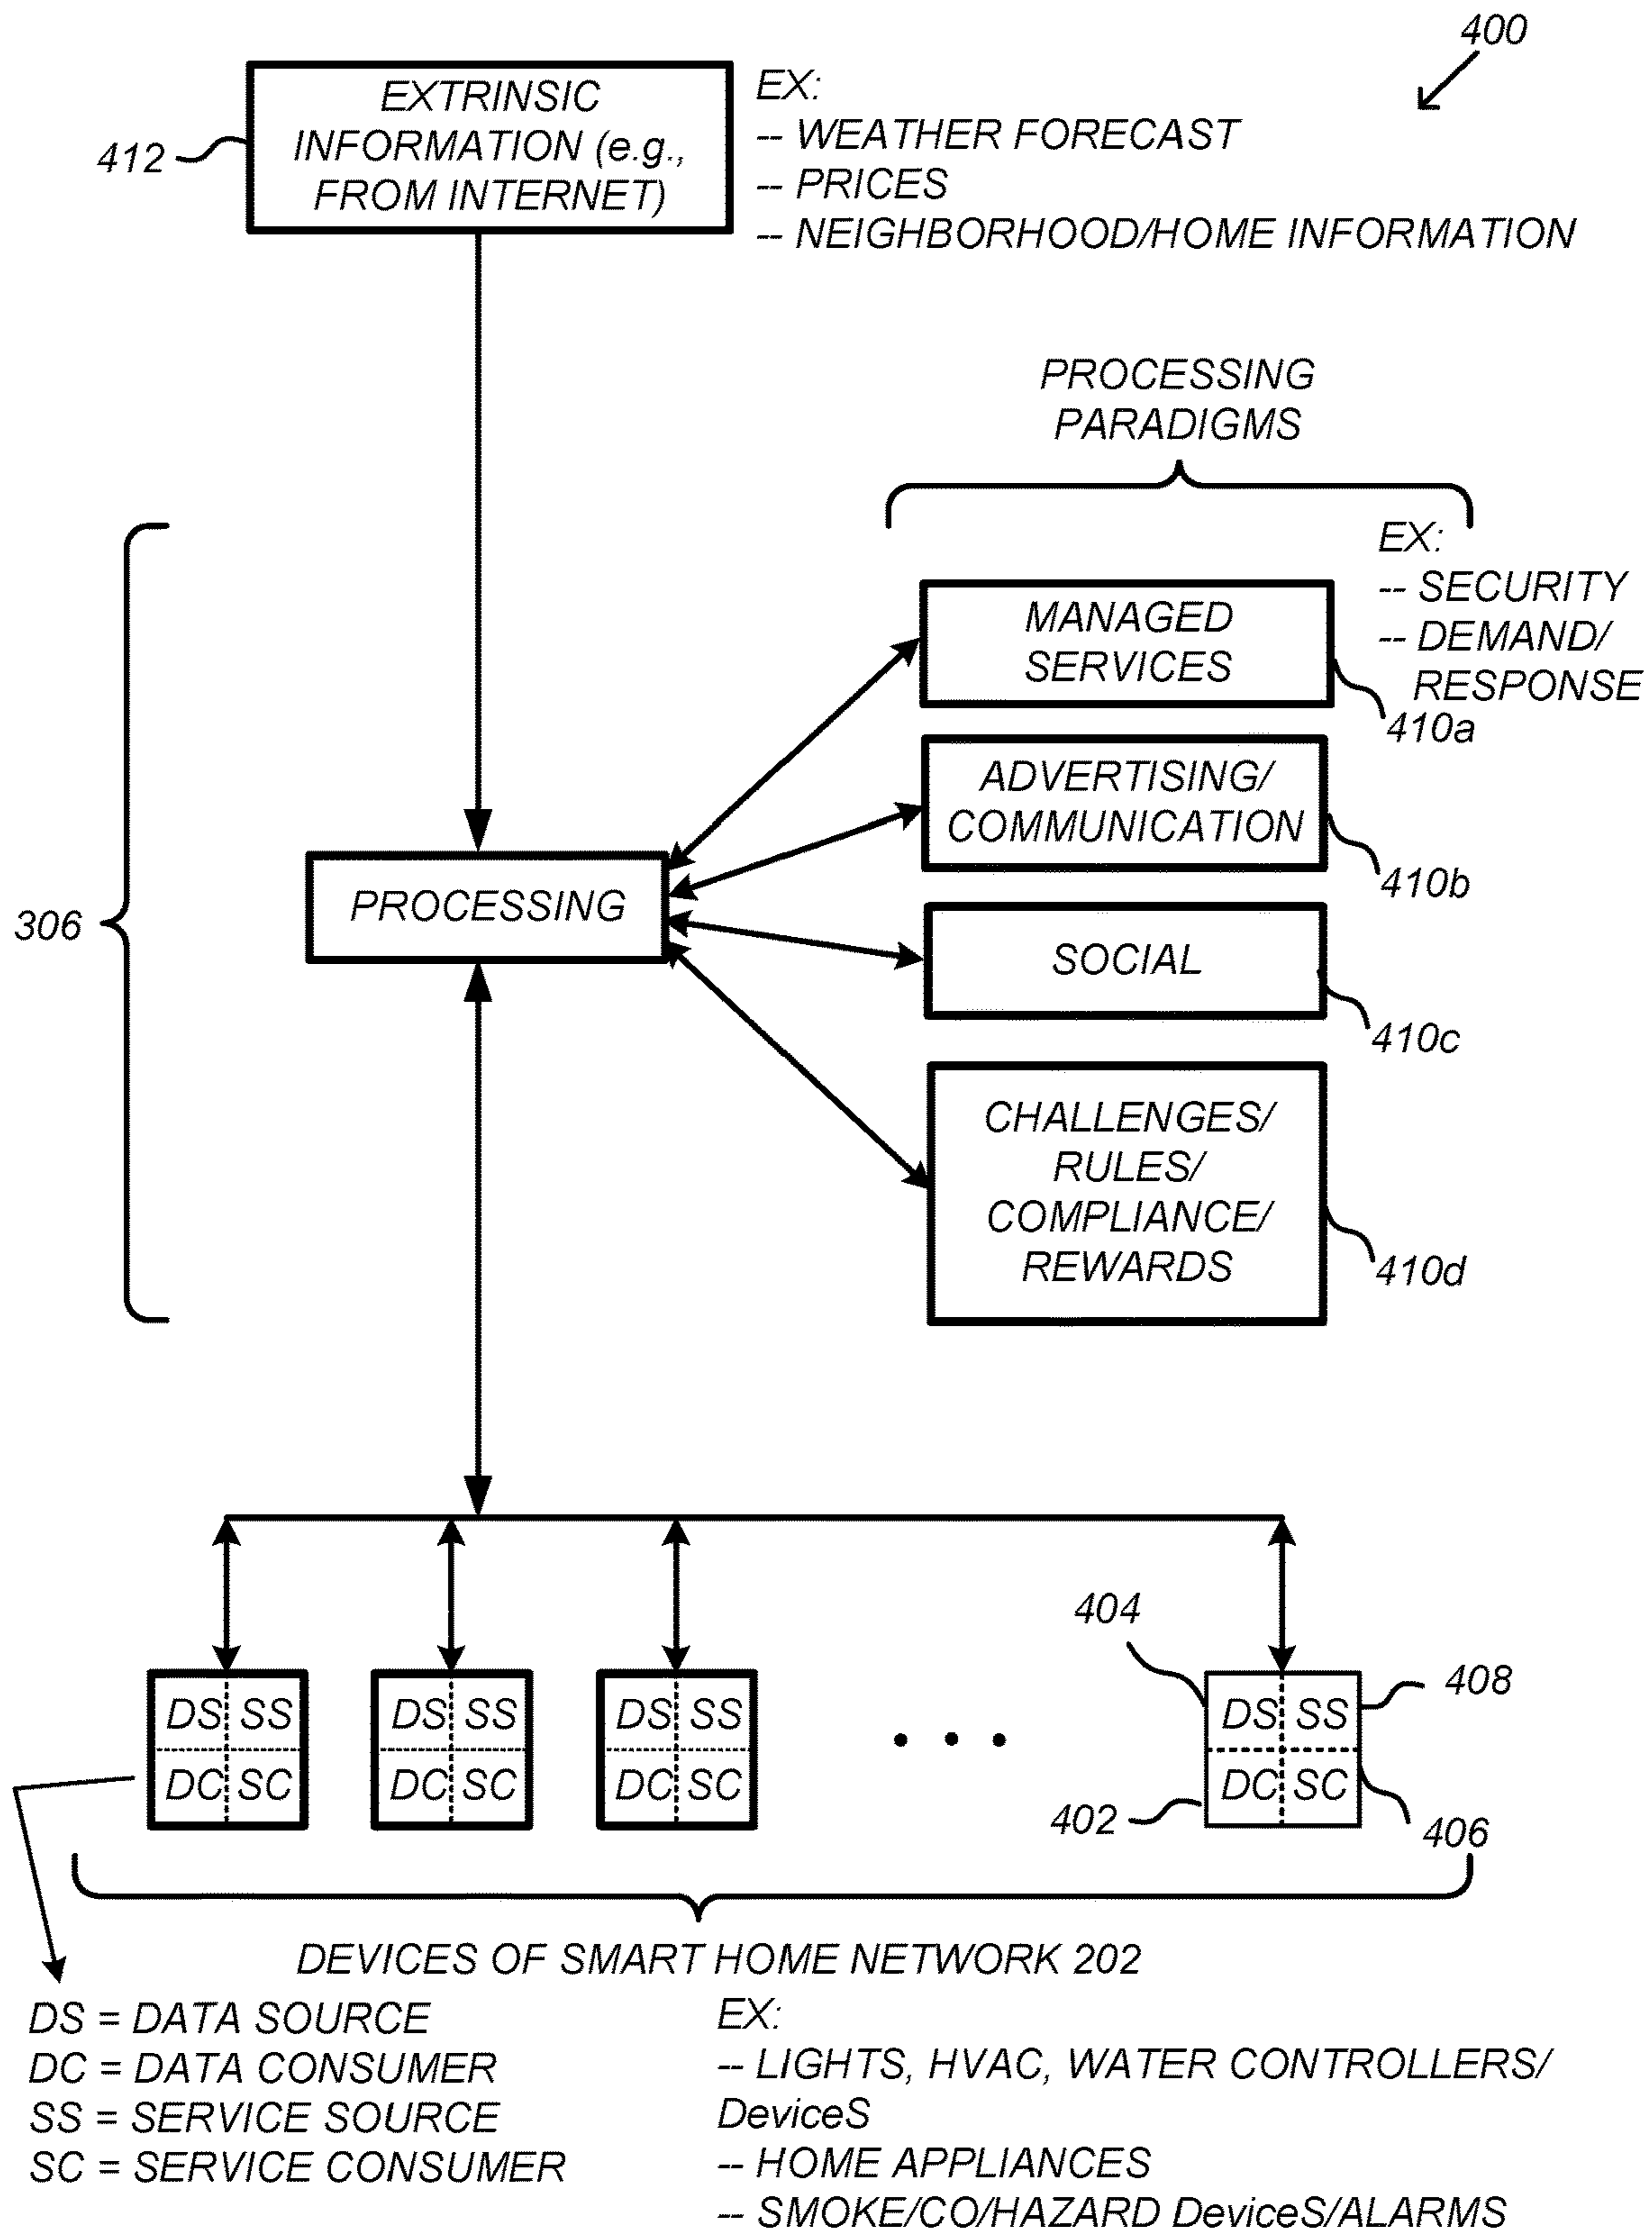 400
EXTRINSIC
INFORMATION (e.g.,
FROM INTERNET)
412
EX:
-- WEATHER FORECAST
-- PRICES
-- NEIGHBORHOOD/HOME INFORMATION
PROCESSING
PARADIGMS
EX:
-- SECURITY
-- DEMAND/
RESPONSE
MANAGED
SERVICES
410a
ADVERTISING/
COMMUNICATION
410b
306
PROCESSING
SOCIAL
410c
CHALLENGES/
RULES/
COMPLIANCE/
REWARDS
410d
404
408
DS SS
DC SC
DS SS
DC SC
DS SS
DC SC
DS SS
DC SC
402
406
DEVICES OF SMART HOME NETWORK 202
DS = DATA SOURCE
DC = DATA CONSUMER
SS = SERVICE SOURCE
SC = SERVICE CONSUMER
EX:
-- LIGHTS, HVAC, WATER CONTROLLERS/
DeviceS
-- HOME APPLIANCES
-- SMOKE/CO/HAZARD DeviceS/ALARMS